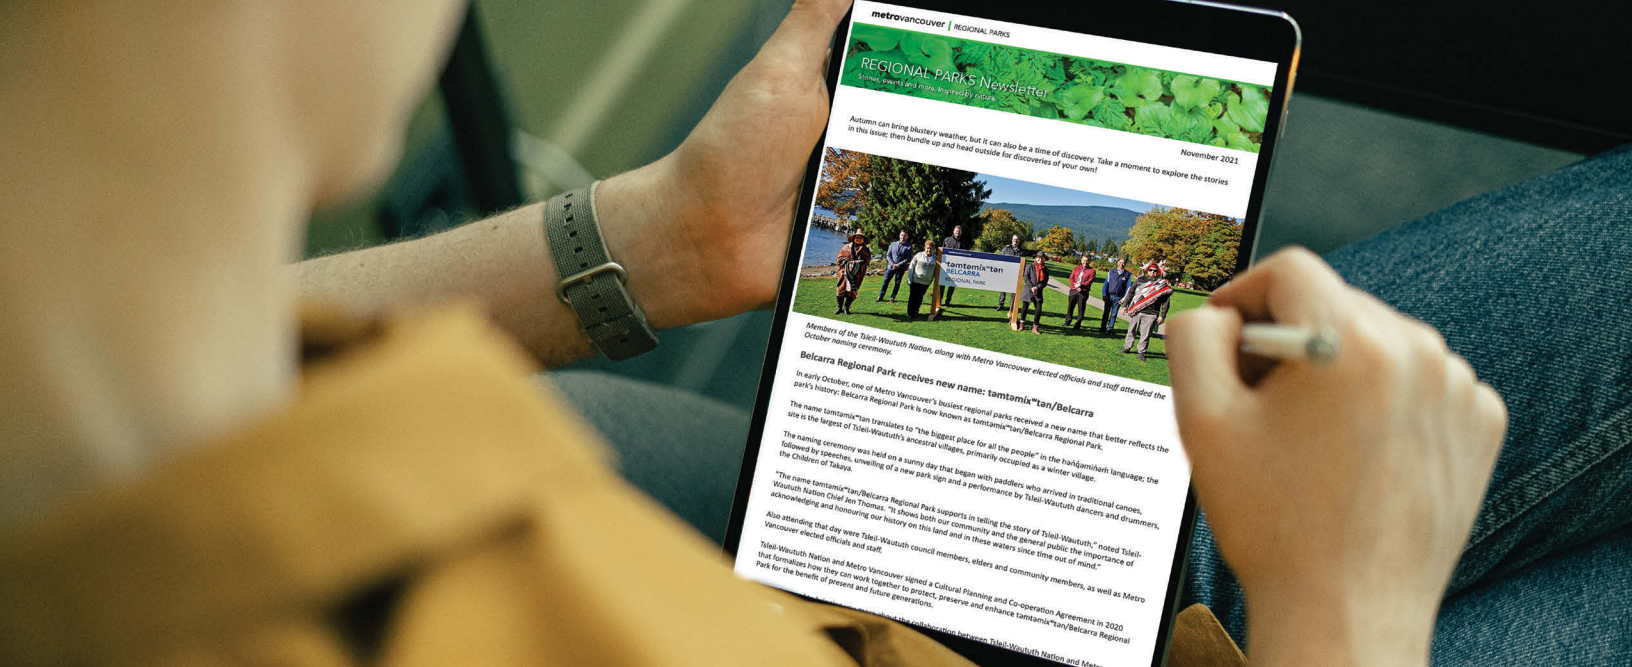 metrovancouver | REGIONAL PARKS
REGIONAL PARKS Newsletter
Stories, events and more. Inspired by nature.
November 2021
Autumn can bring blustery weather, but it can also be a time of discovery. Take a moment to explore the stories
in this issue; then bundle up and head outside for discoveries of your own!
təmtəmíxʷtən
BELCARRA
REGIONAL PARK
Members of the Tsleil-Waututh Nation, along with Metro Vancouver elected officials and staff attended the
October naming ceremony.
Belcarra Regional Park receives new name: təmtəmíxʷtən/Belcarra
In early October, one of Metro Vancouver's busiest regional parks received a new name that better reflects the
park's history: Belcarra Regional Park is now known as təmtəmíxʷtən/Belcarra Regional Park.
The name təmtəmíxʷtən translates to "the biggest place for all the people" in the hən̓q̓əmin̓əm̓ language; the
site is the largest of Tsleil-Waututh's ancestral villages, primarily occupied as a winter village.
The naming ceremony was held on a sunny day that began with paddlers who arrived in traditional canoes,
followed by speeches, unveiling of a new park sign and a performance by Tsleil-Waututh dancers and drummers,
the Children of Takaya.
"The name təmtəmíxʷtən/Belcarra Regional Park supports in telling the story of Tsleil-Waututh," noted Tsleil-
Waututh Nation Chief Jen Thomas. "It shows both our community and the general public the importance of
acknowledging and honouring our history on this land and in these waters since time out of mind."
Also attending that day were Tsleil-Waututh council members, elders and community members, as well as Metro
Vancouver elected officials and staff.
Tsleil-Waututh Nation and Metro Vancouver signed a Cultural Planning and Co-operation Agreement in 2020
that formalizes how they can work together to protect, preserve and enhance təmtəmíxʷtən/Belcarra Regional
Park for the benefit of present and future generations.
the collaboration between Tsleil-Waututh Nation and Metro